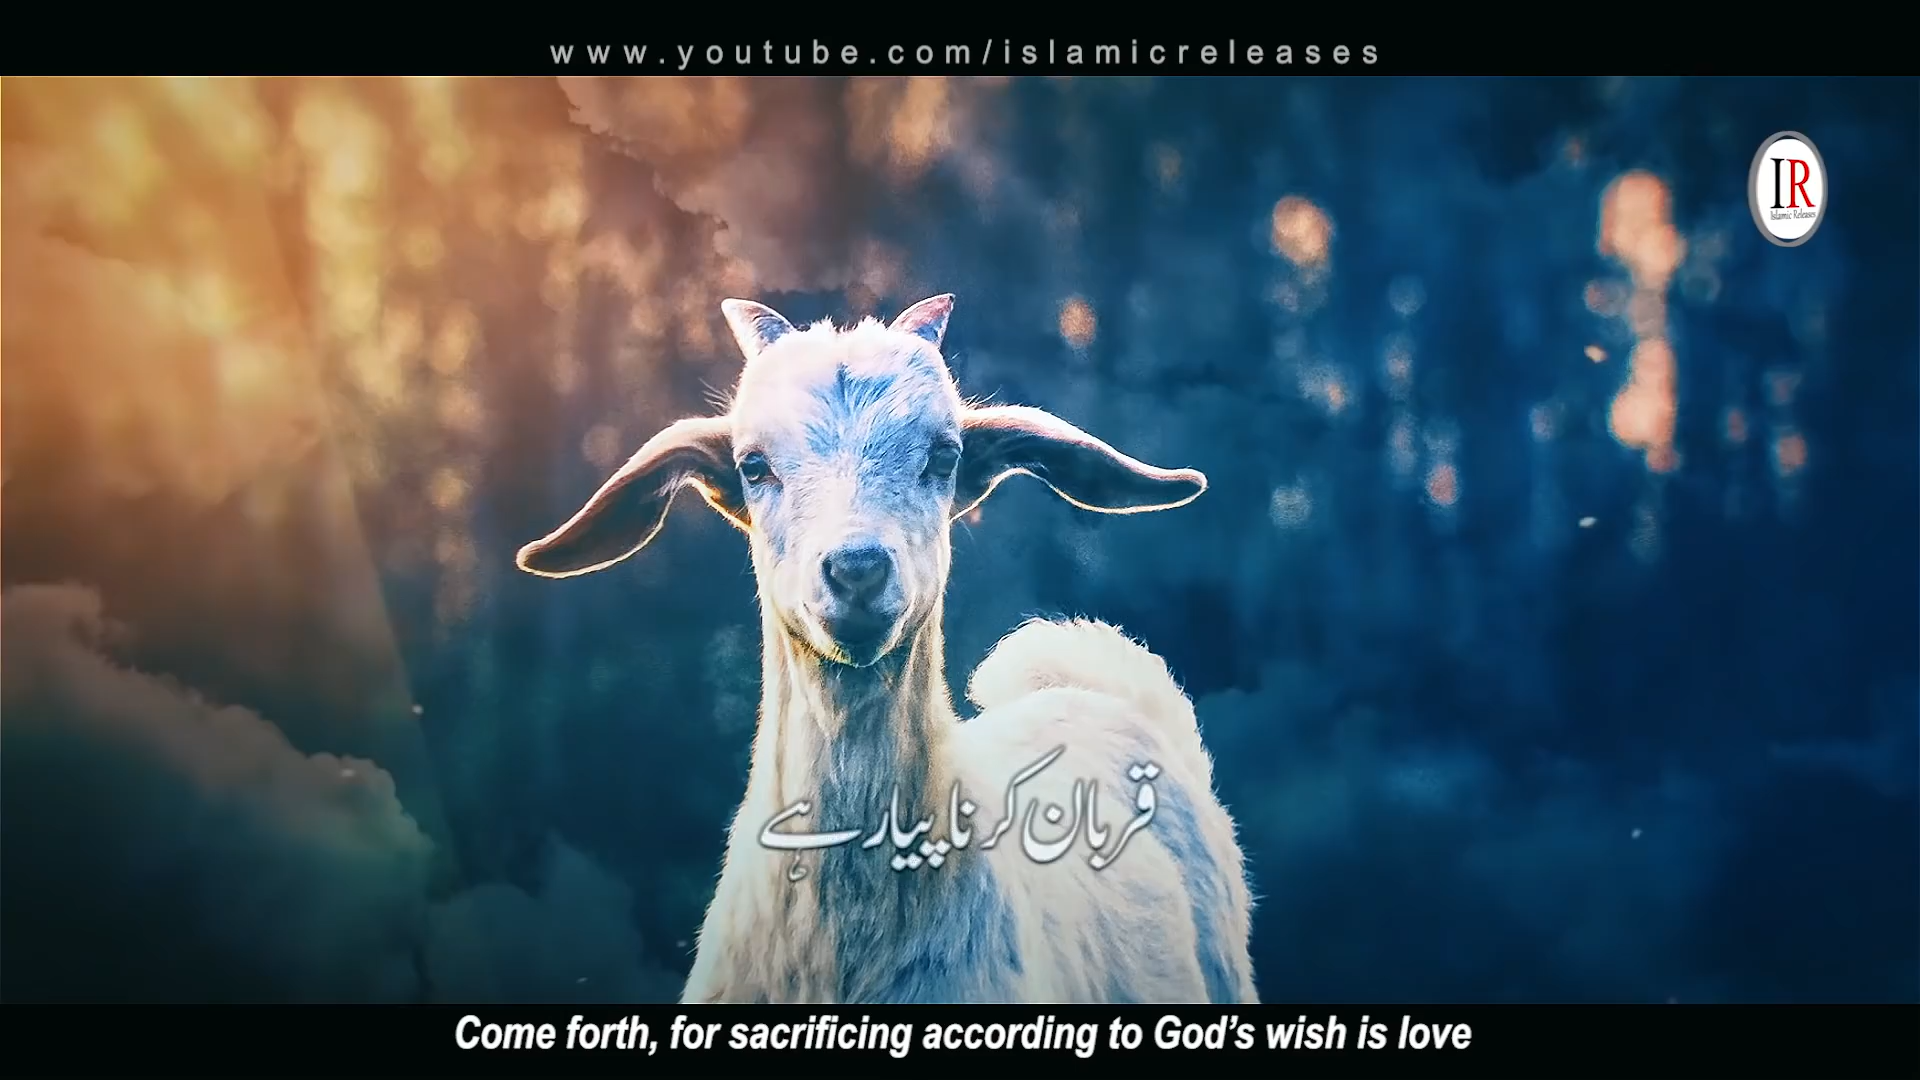 www.youtube.com/islamicreleases
IR
Islamic Releases
قربان کرنا پیار ہے
Come forth, for sacrificing according to God’s wish is love